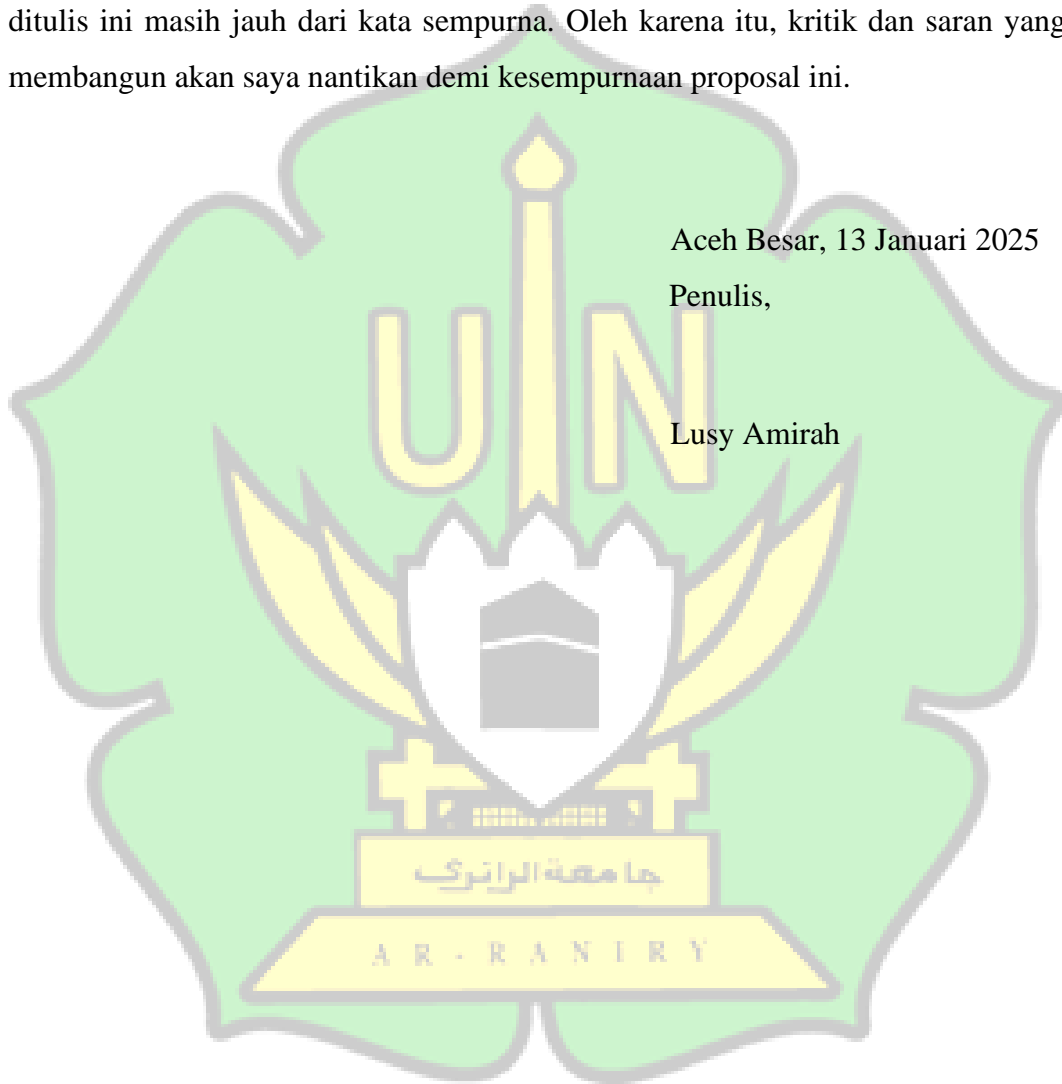 ditulis ini masih jauh dari kata sempurna. Oleh karena itu, kritik dan saran yang
membangun akan saya nantikan demi kesempurnaan proposal ini.
Aceh Besar, 13 Januari 2025
Penulis,
UIN
Lusy Amirah
جامعة الرانري
AR-RANIRY